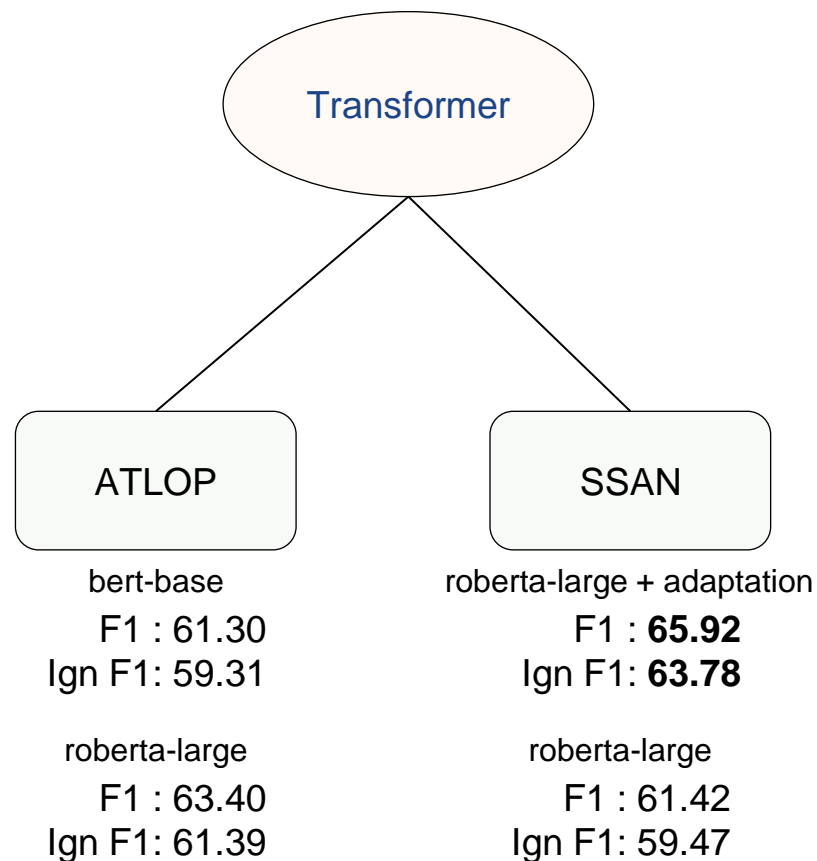 Transformer
ATLOP
bert-base
F1 : 61.30
Ign F1: 59.31
roberta-large
F1 : 63.40
Ign F1: 61.39
SSAN
roberta-large + adaptation
F1 : 65.92
Ign F1: 63.78
roberta-large
F1 : 61.42
Ign F1: 59.47